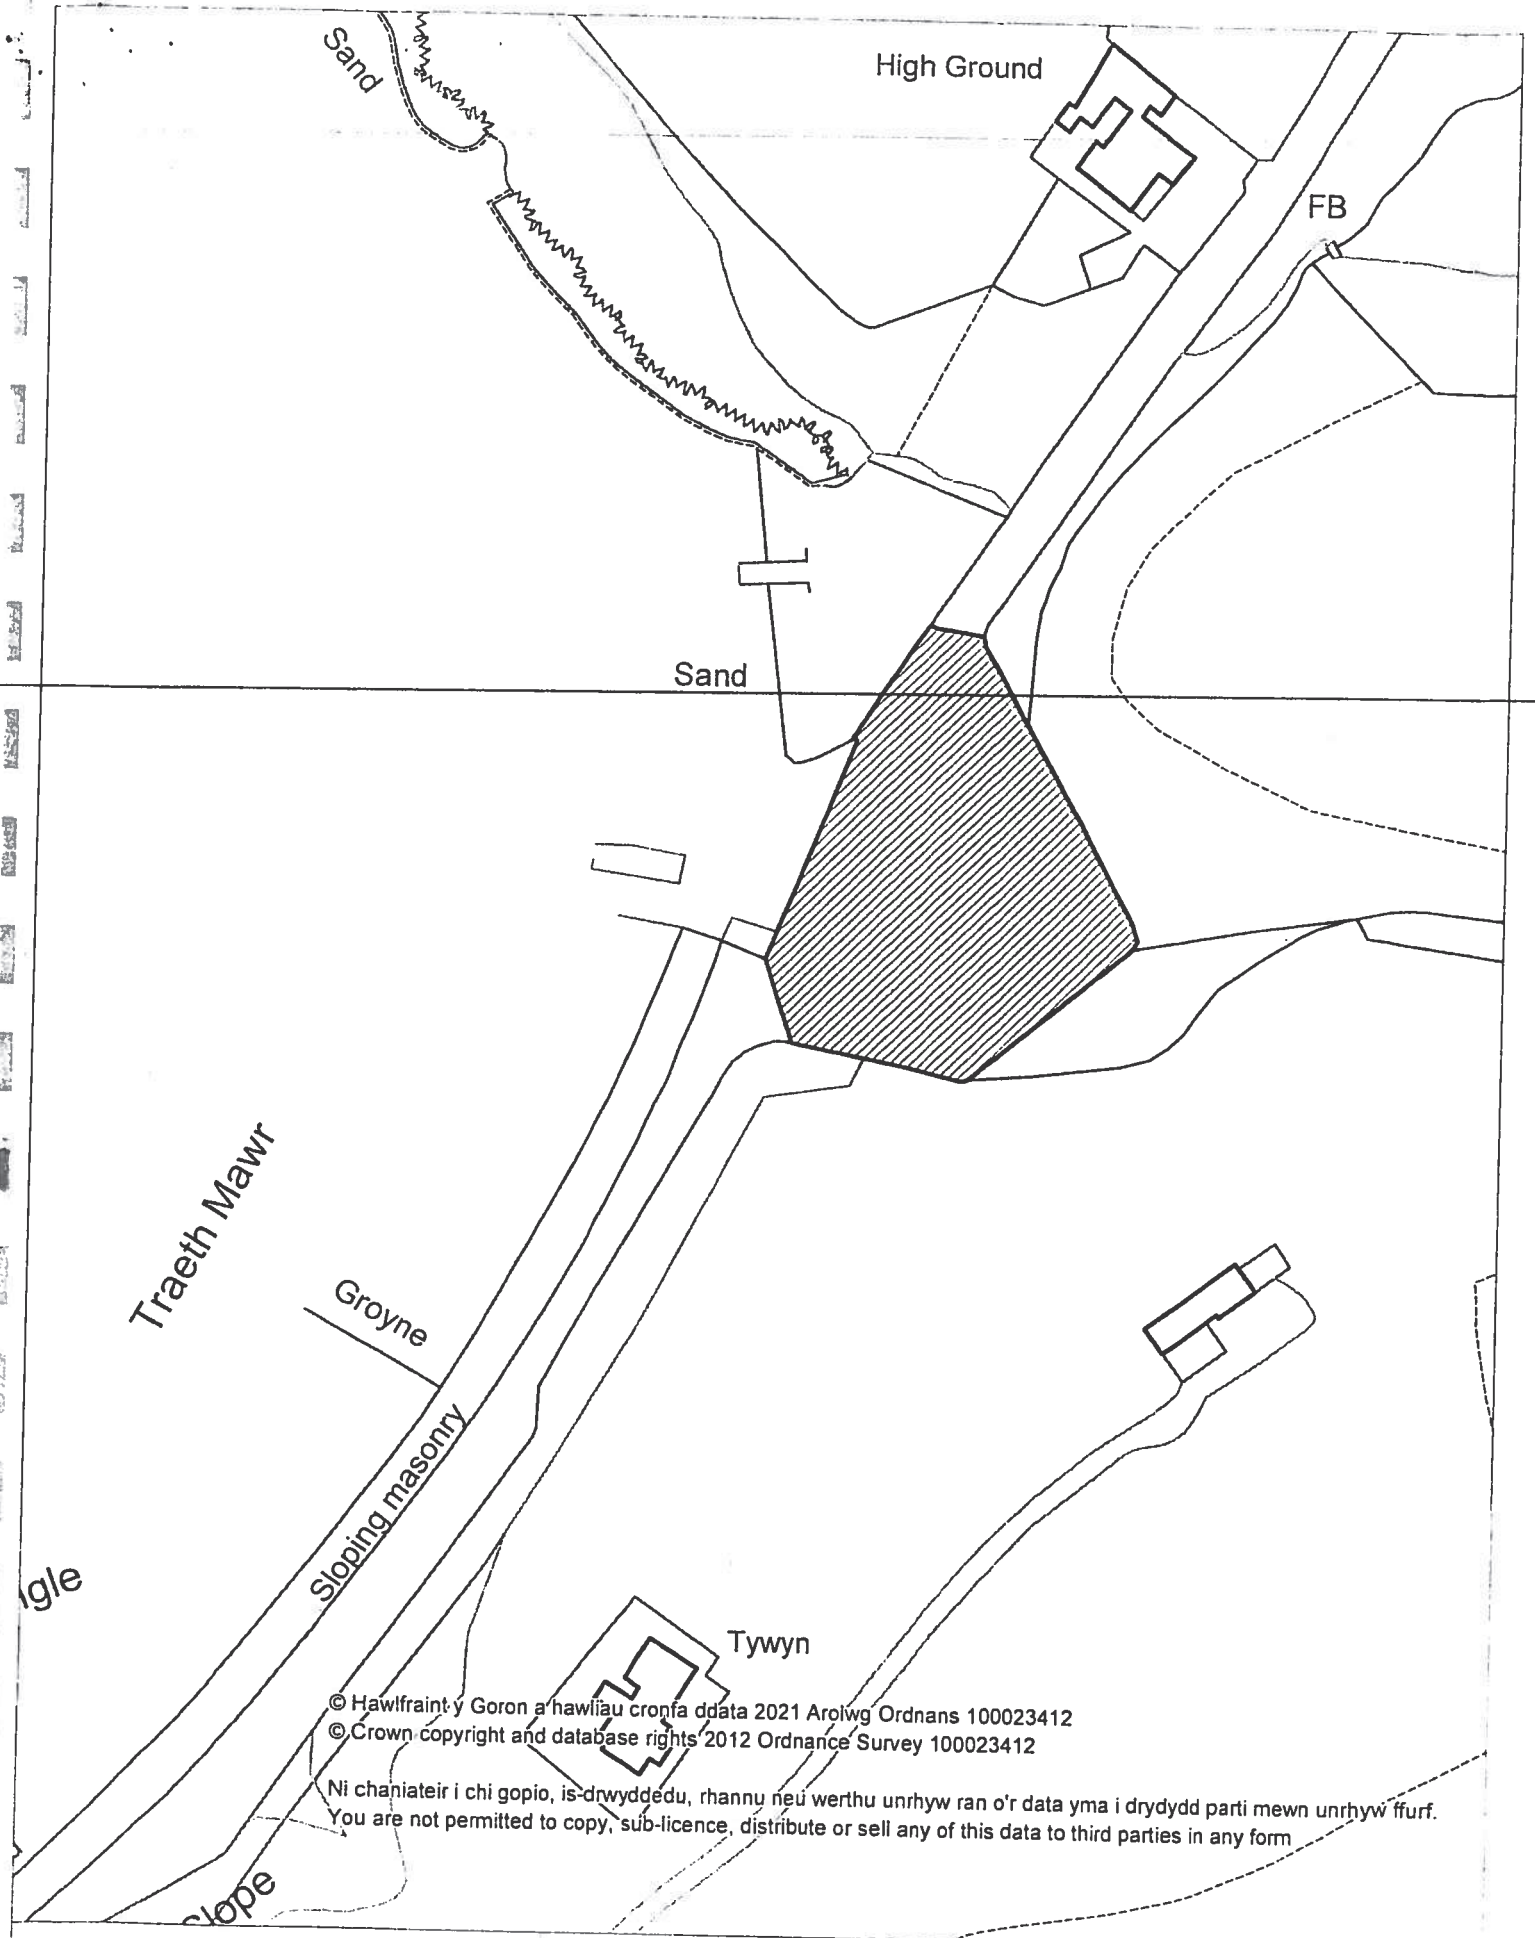 Sand
High Ground
FB
Sand
Traeth Mawr
Groyne
Sloping masonry
Tywyn
© Hawlfraint y Goron a hawliau cronfa ddata 2021 Arolwg Ordnans 100023412
© Crown copyright and database rights 2012 Ordnance Survey 100023412
Ni chaniateir i chi gopio, is-drwyddedu, rhannu neu werthu unrhyw ran o'r data yma i drydydd parti mewn unrhyw ffurf.
You are not permitted to copy, sub-licence, distribute or sell any of this data to third parties in any form
Slope